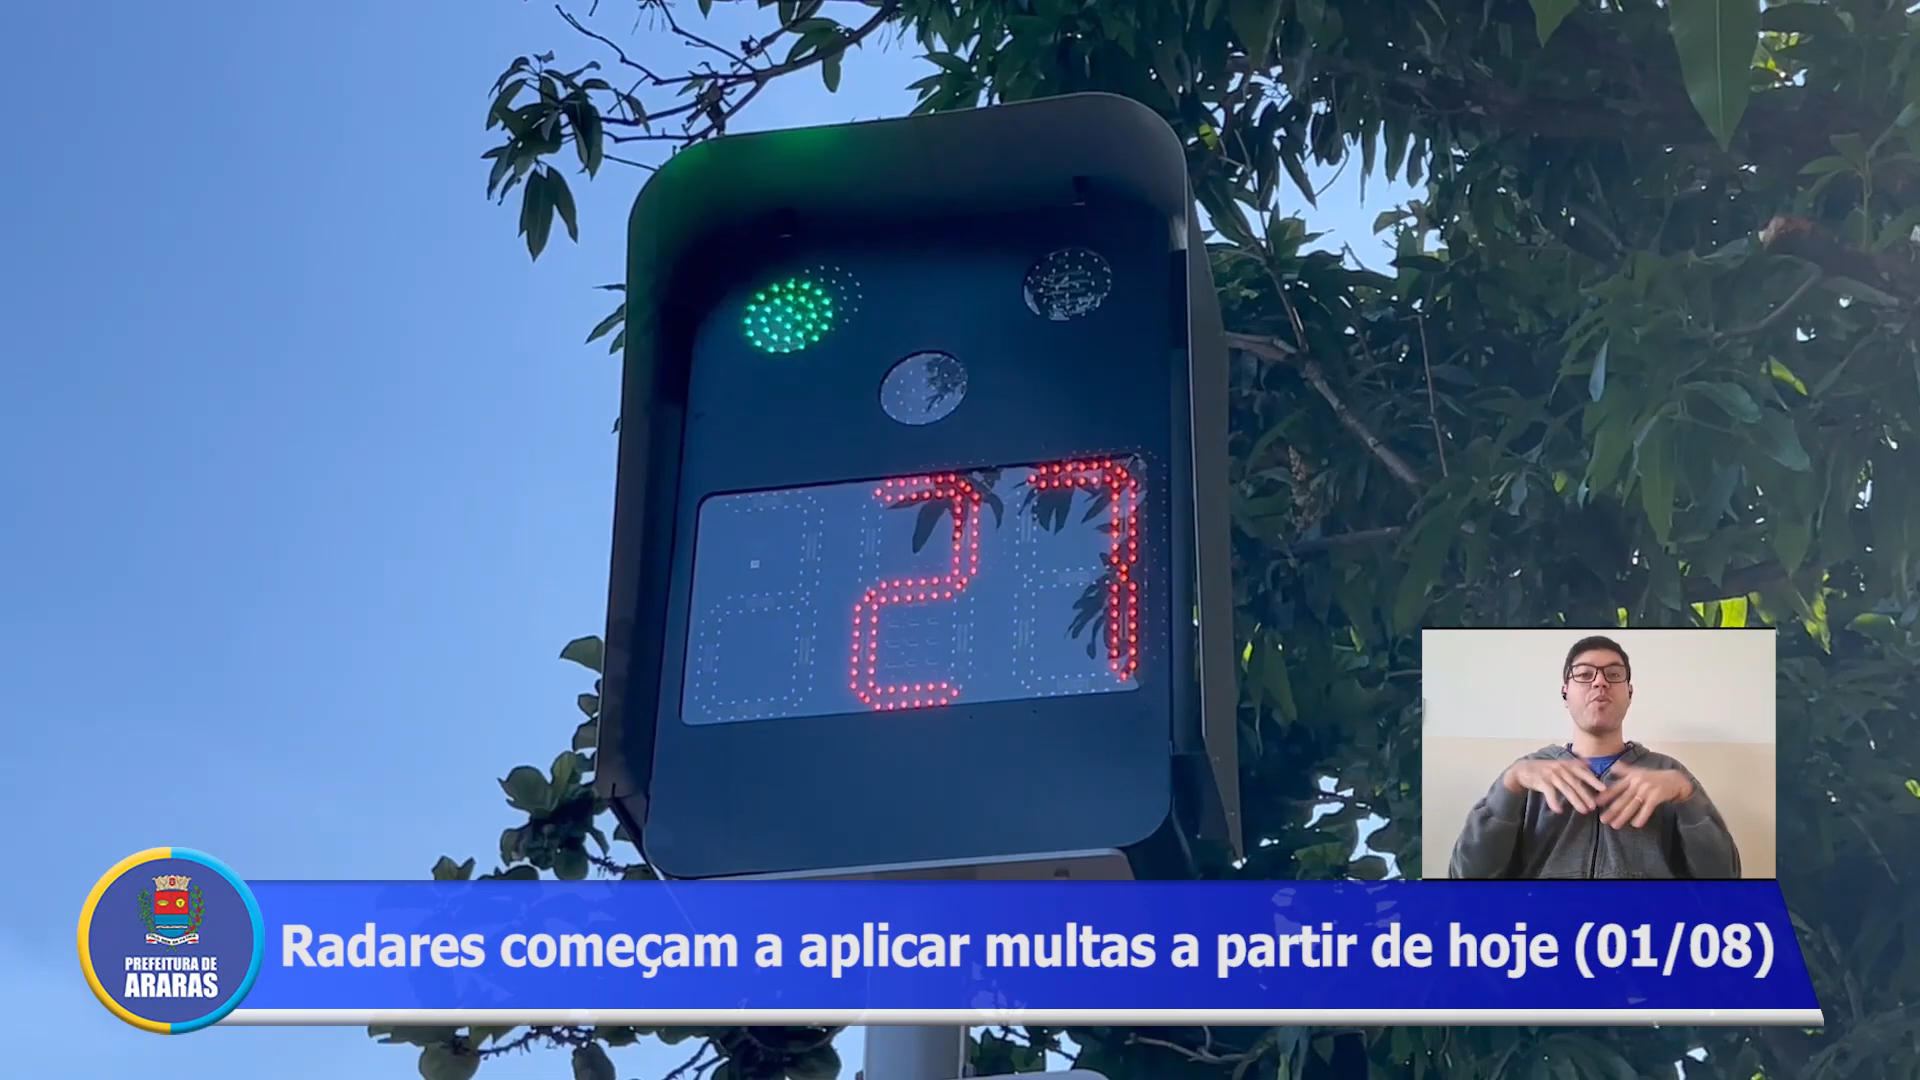 27
Radares começam a aplicar multas a partir de hoje (01/08)
PREFEITURA DE
ARARAS